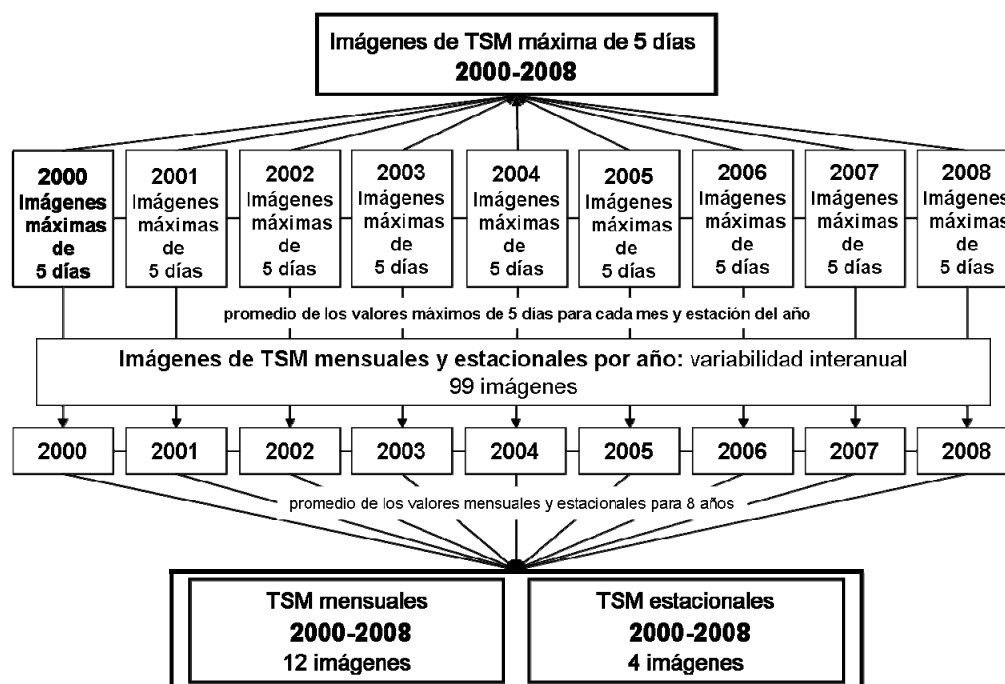 Imágenes de TSM máxima de 5 días
2000-2008
2000
Imágenes
máximas
de
5 días
2001
Imágenes
máximas
de
5 días
2002
Imágenes
máximas
de
5 días
2003
Imágenes
máximas
de
5 días
2004
Imágenes
máximas
de
5 días
2005
Imágenes
máximas
de
5 días
2006
Imágenes
máximas
de
5 días
2007
Imágenes
máximas
de
5 días
2008
Imágenes
máximas
de
5 días
promedio de los valores máximos de 5 días para cada mes y estación del año
Imágenes de TSM mensuales y estacionales por año: variabilidad interanual
99 imágenes
2000
2001
2002
2003
2004
2005
2006
2007
2008
promedio de los valores mensuales y estacionales para 8 años
TSM mensuales
2000-2008
12 imágenes
TSM estacionales
2000-2008
4 imágenes